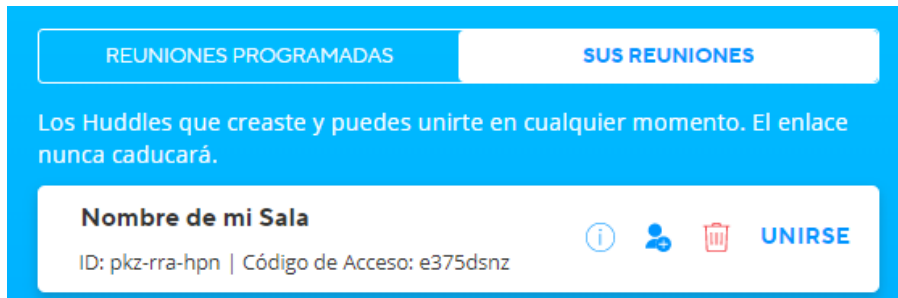 REUNIONES PROGRAMADAS
SUS REUNIONES
Los Huddles que creaste y puedes unirte en cualquier momento. El enlace
nunca caducará.
Nombre de mi Sala
UNIRSE
ID: pkz-rra-hpn | Código de Acceso: e375dsnz